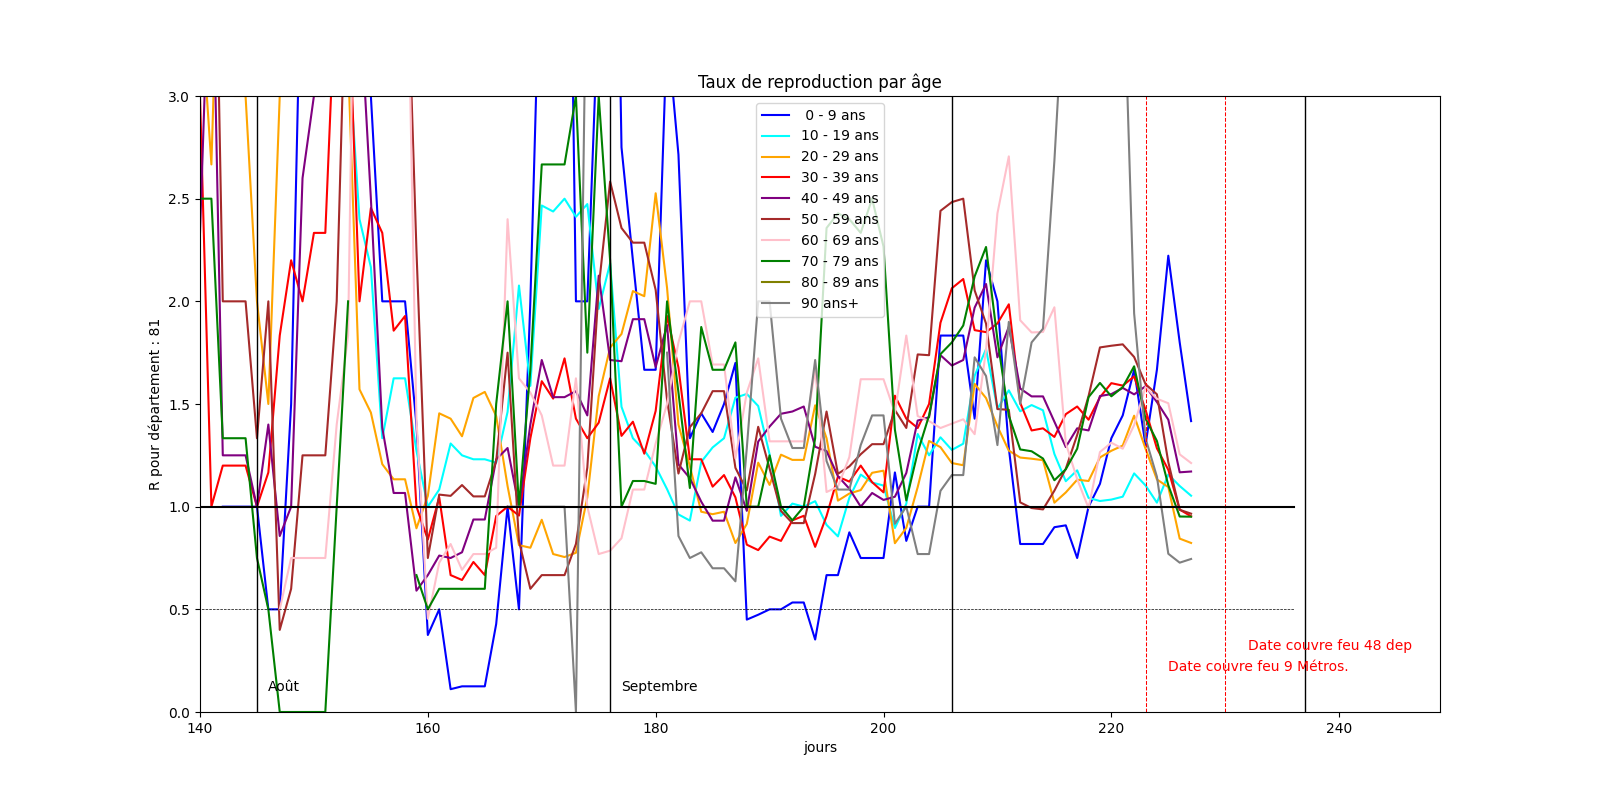 Taux de reproduction par âge
R pour département : 81
3.0
2.5
2.0
1.5
1.0
0.5
0.0
0 - 9 ans
10 - 19 ans
20 - 29 ans
30 - 39 ans
40 - 49 ans
50 - 59 ans
60 - 69 ans
70 - 79 ans
80 - 89 ans
90 ans+
Date couvre feu 48 dep
Date couvre feu 9 Métros.
Août
Septembre
140 160 180 200 220 240
jours